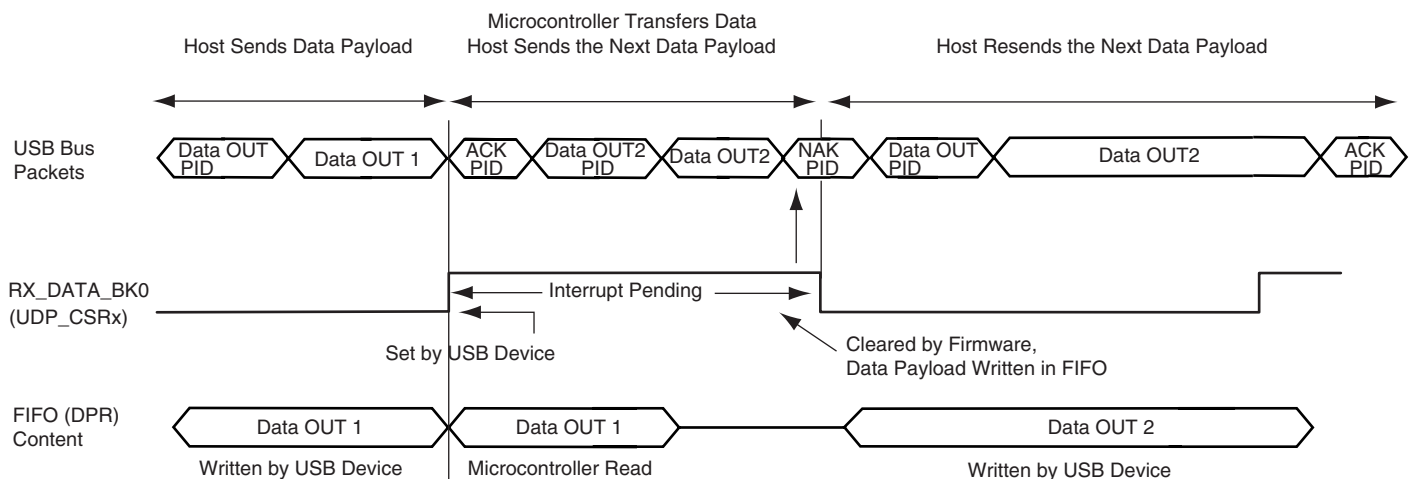 Microcontroller Transfers Data
Host Sends Data Payload
Host Sends the Next Data Payload
Host Resends the Next Data Payload
USB Bus
Packets
Data OUT
PID
Data OUT 1
ACK
PID
Data OUT2
PID
Data OUT2
NAK
PID
Data OUT
PID
Data OUT2
ACK
PID
RX_DATA_BK0
(UDP_CSRx)
Interrupt Pending
Set by USB Device
Cleared by Firmware,
Data Payload Written in FIFO
FIFO (DPR)
Content
Data OUT 1
Data OUT 1
Data OUT 2
Written by USB Device
Microcontroller Read
Written by USB Device